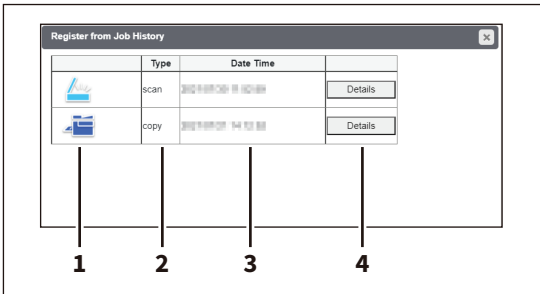 Register from Job History
Type Date Time
scan Details
copy Details
1 2 3 4